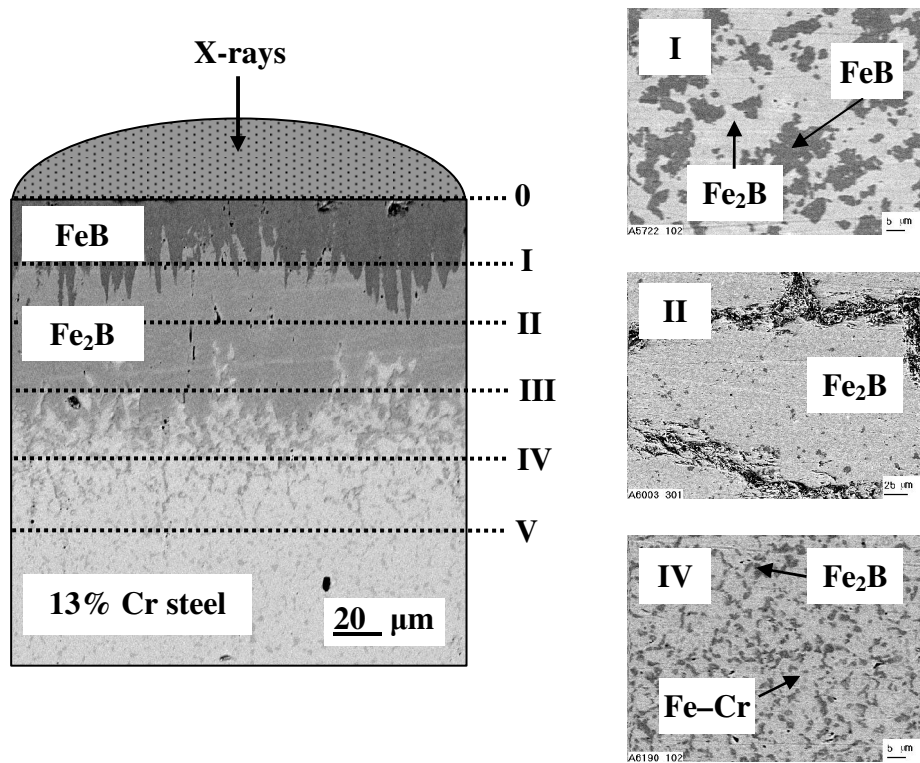 X-rays
0
FeB
I
Fe₂B
II
III
IV
V
13% Cr steel
20 μm
I
FeB
Fe₂B
5 μm
A5722 102
II
Fe₂B
25 μm
A6003 301
IV
Fe₂B
Fe–Cr
5 μm
A6190 102